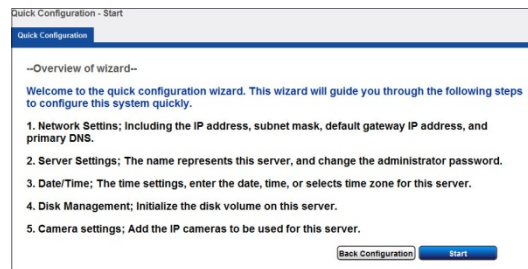 Quick Configuration - Start
Quick Configuration
--Overview of wizard--
Welcome to the quick configuration wizard. This wizard will guide you through the following steps
to configure this system quickly.
1. Network Settins; Including the IP address, subnet mask, default gateway IP address, and
primary DNS.
2. Server Settings; The name represents this server, and change the administrator password.
3. Date/Time; The time settings, enter the date, time, or selects time zone for this server.
4. Disk Management; Initialize the disk volume on this server.
5. Camera settings; Add the IP cameras to be used for this server.
Back Configuration Start